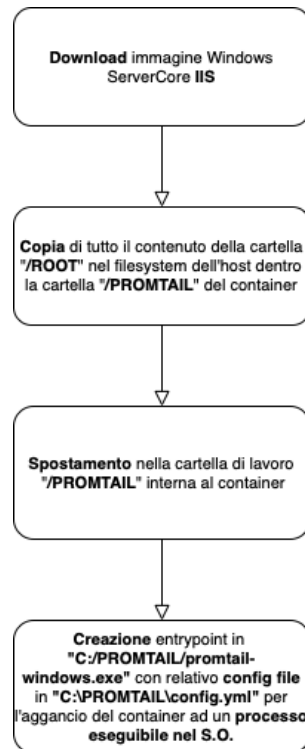 Download immagine Windows
ServerCore IIS
Copia di tutto il contenuto della cartella
"/ROOT" nel filesystem dell'host dentro
la cartella "/PROMTAIL" del container
Spostamento nella cartella di lavoro
"/PROMTAIL" interna al container
Creazione entrypoint in
"C:/PROMTAIL/promtail-
windows.exe" con relativo config file
in "C:\PROMTAIL\config.yml" per
l'aggancio del container ad un processo
eseguibile nel S.O.